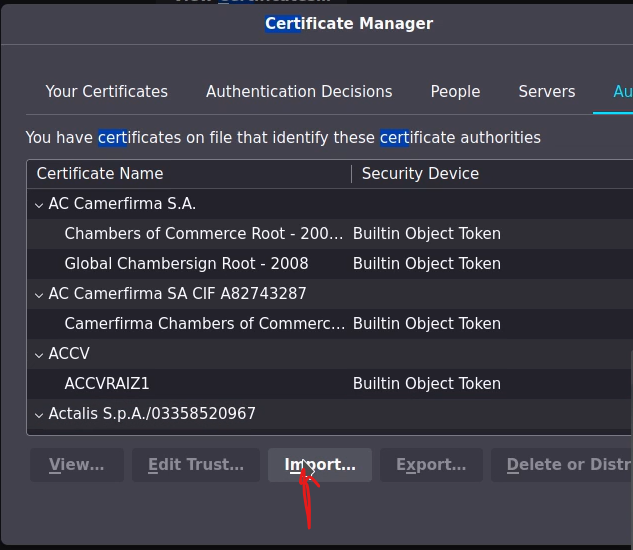 Certificate Manager
Your Certificates Authentication Decisions People Servers Au
You have certificates on file that identify these certificate authorities
Certificate Name Security Device
AC Camerfirma S.A.
Chambers of Commerce Root - 200… Builtin Object Token
Global Chambersign Root - 2008 Builtin Object Token
AC Camerfirma SA CIF A82743287
Camerfirma Chambers of Commerc… Builtin Object Token
ACCV
ACCVRAIZ1 Builtin Object Token
Actalis S.p.A./03358520967
View… Edit Trust… Import… Export… Delete or Distr